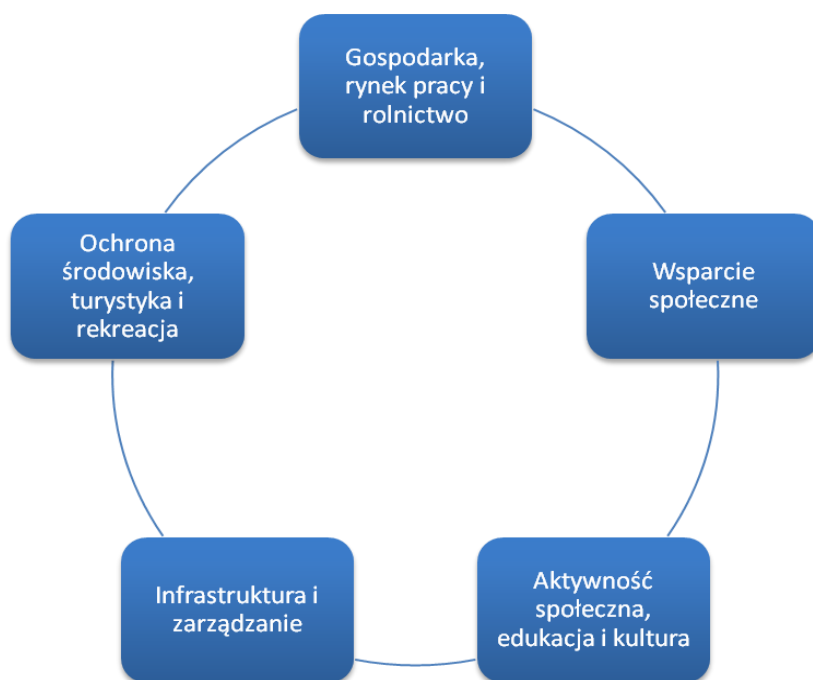 Gospodarka,
rynek pracy i
rolnictwo
Wsparcie
społeczne
Aktywność
społeczna,
edukacja i kultura
Infrastruktura i
zarządzanie
Ochrona
środowiska,
turystyka i
rekreacja